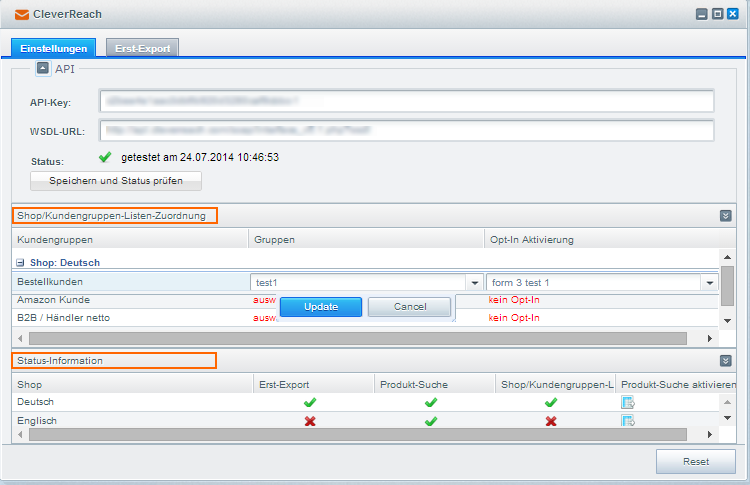 CleverReach
Einstellungen Erst-Export
API
API-Key:
WSDL-URL:
Status: getestet am 24.07.2014 10:46:53
Speichern und Status prüfen
Shop/Kundengruppen-Listen-Zuordnung
Kundengruppen Gruppen Opt-In Aktivierung
Shop: Deutsch
Bestellkunden test1 form 3 test 1
Amazon Kunde ausw kein Opt-In
Update Cancel
B2B / Händler netto ausw. kein Opt-In
Status-Information
Shop Erst-Export Produkt-Suche Shop/Kundengruppen-L Produkt-Suche aktivieren
Deutsch
Englisch
Reset